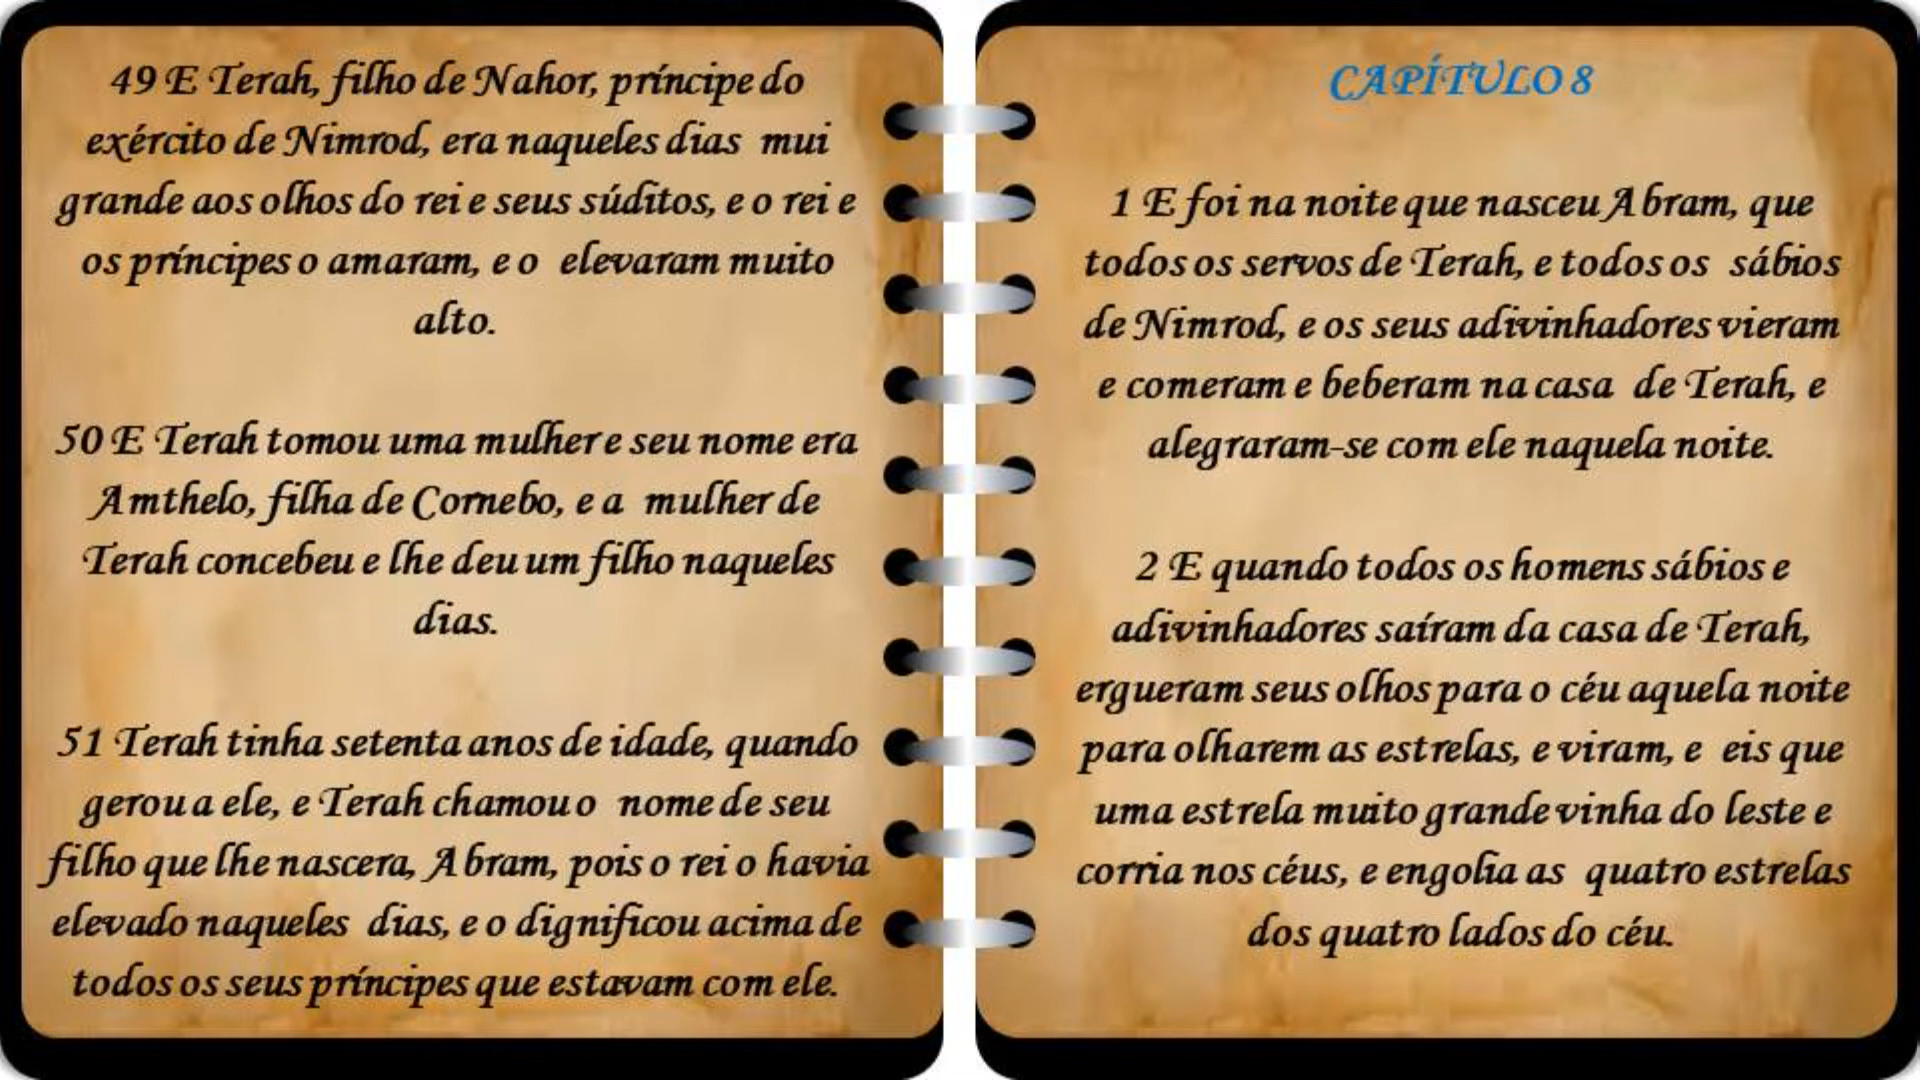 49 E Terah, filho de Nahor, príncipe do
exército de Nimrod, era naqueles dias mui
grande aos olhos do rei e seus súditos, e o rei e
os príncipes o amaram, e o elevaram muito
alto.
50 E Terah tomou uma mulher e seu nome era
Amthelo, filha de Cornebo, e a mulher de
Terah concebeu e lhe deu um filho naqueles
dias.
51 Terah tinha setenta anos de idade, quando
gerou a ele, e Terah chamou o nome de seu
filho que lhe nascera, Abram, pois o rei o havia
elevado naqueles dias, e o dignificou acima de
todos os seus príncipes que estavam com ele.
CAPÍTULO 8
1 E foi na noite que nasceu Abram, que
todos os servos de Terah, e todos os sábios
de Nimrod, e os seus adivinhadores vieram
e comeram e beberam na casa de Terah, e
alegraram-se com ele naquela noite.
2 E quando todos os homens sábios e
adivinhadores saíram da casa de Terah,
ergueram seus olhos para o céu aquela noite
para olharem as estrelas, e viram, e eis que
uma estrela muito grande vinha do leste e
corria nos céus, e engolia as quatro estrelas
dos quatro lados do céu.